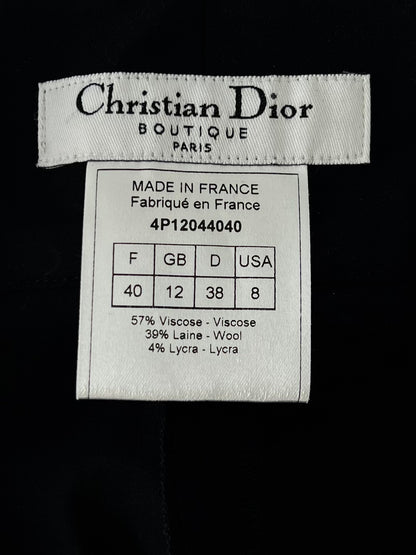 Christian Dior
BOUTIQUE
PARIS
MADE IN FRANCE
Fabriqué en France
4P12044040
F GB D USA
40 12 38 8
57% Viscose - Viscose
39% Laine - Wool
4% Lycra - Lycra